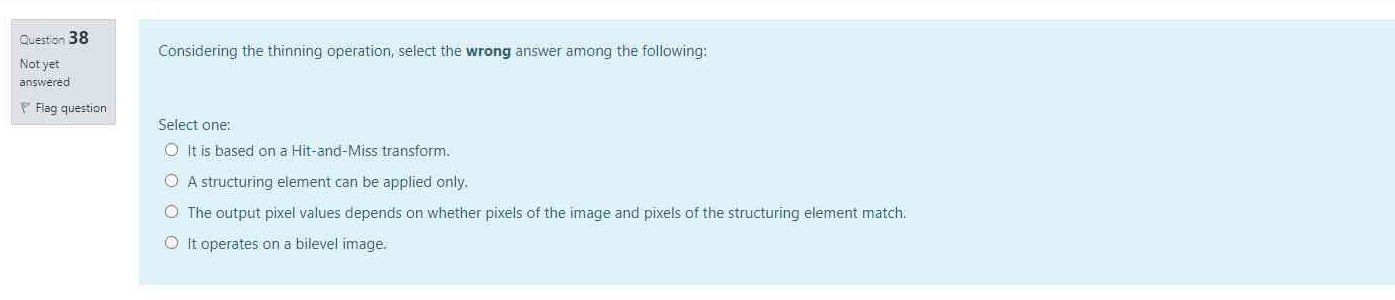 Question 38
Not yet
answered
Flag question
Considering the thinning operation, select the wrong answer among the following:
Select one:
It is based on a Hit-and-Miss transform.
A structuring element can be applied only.
The output pixel values depends on whether pixels of the image and pixels of the structuring element match.
It operates on a bilevel image.